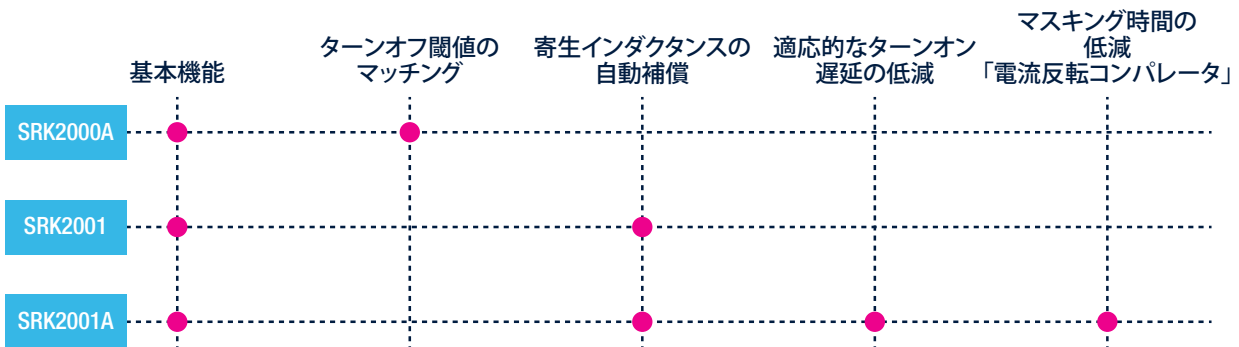 基本機能
ターンオフ閾値の
マッチング
寄生インダクタンスの
自動補償
適応的なターンオン
遅延の低減
マスキング時間の
低減
「電流反転コンパレータ」
SRK2000A
SRK2001
SRK2001A